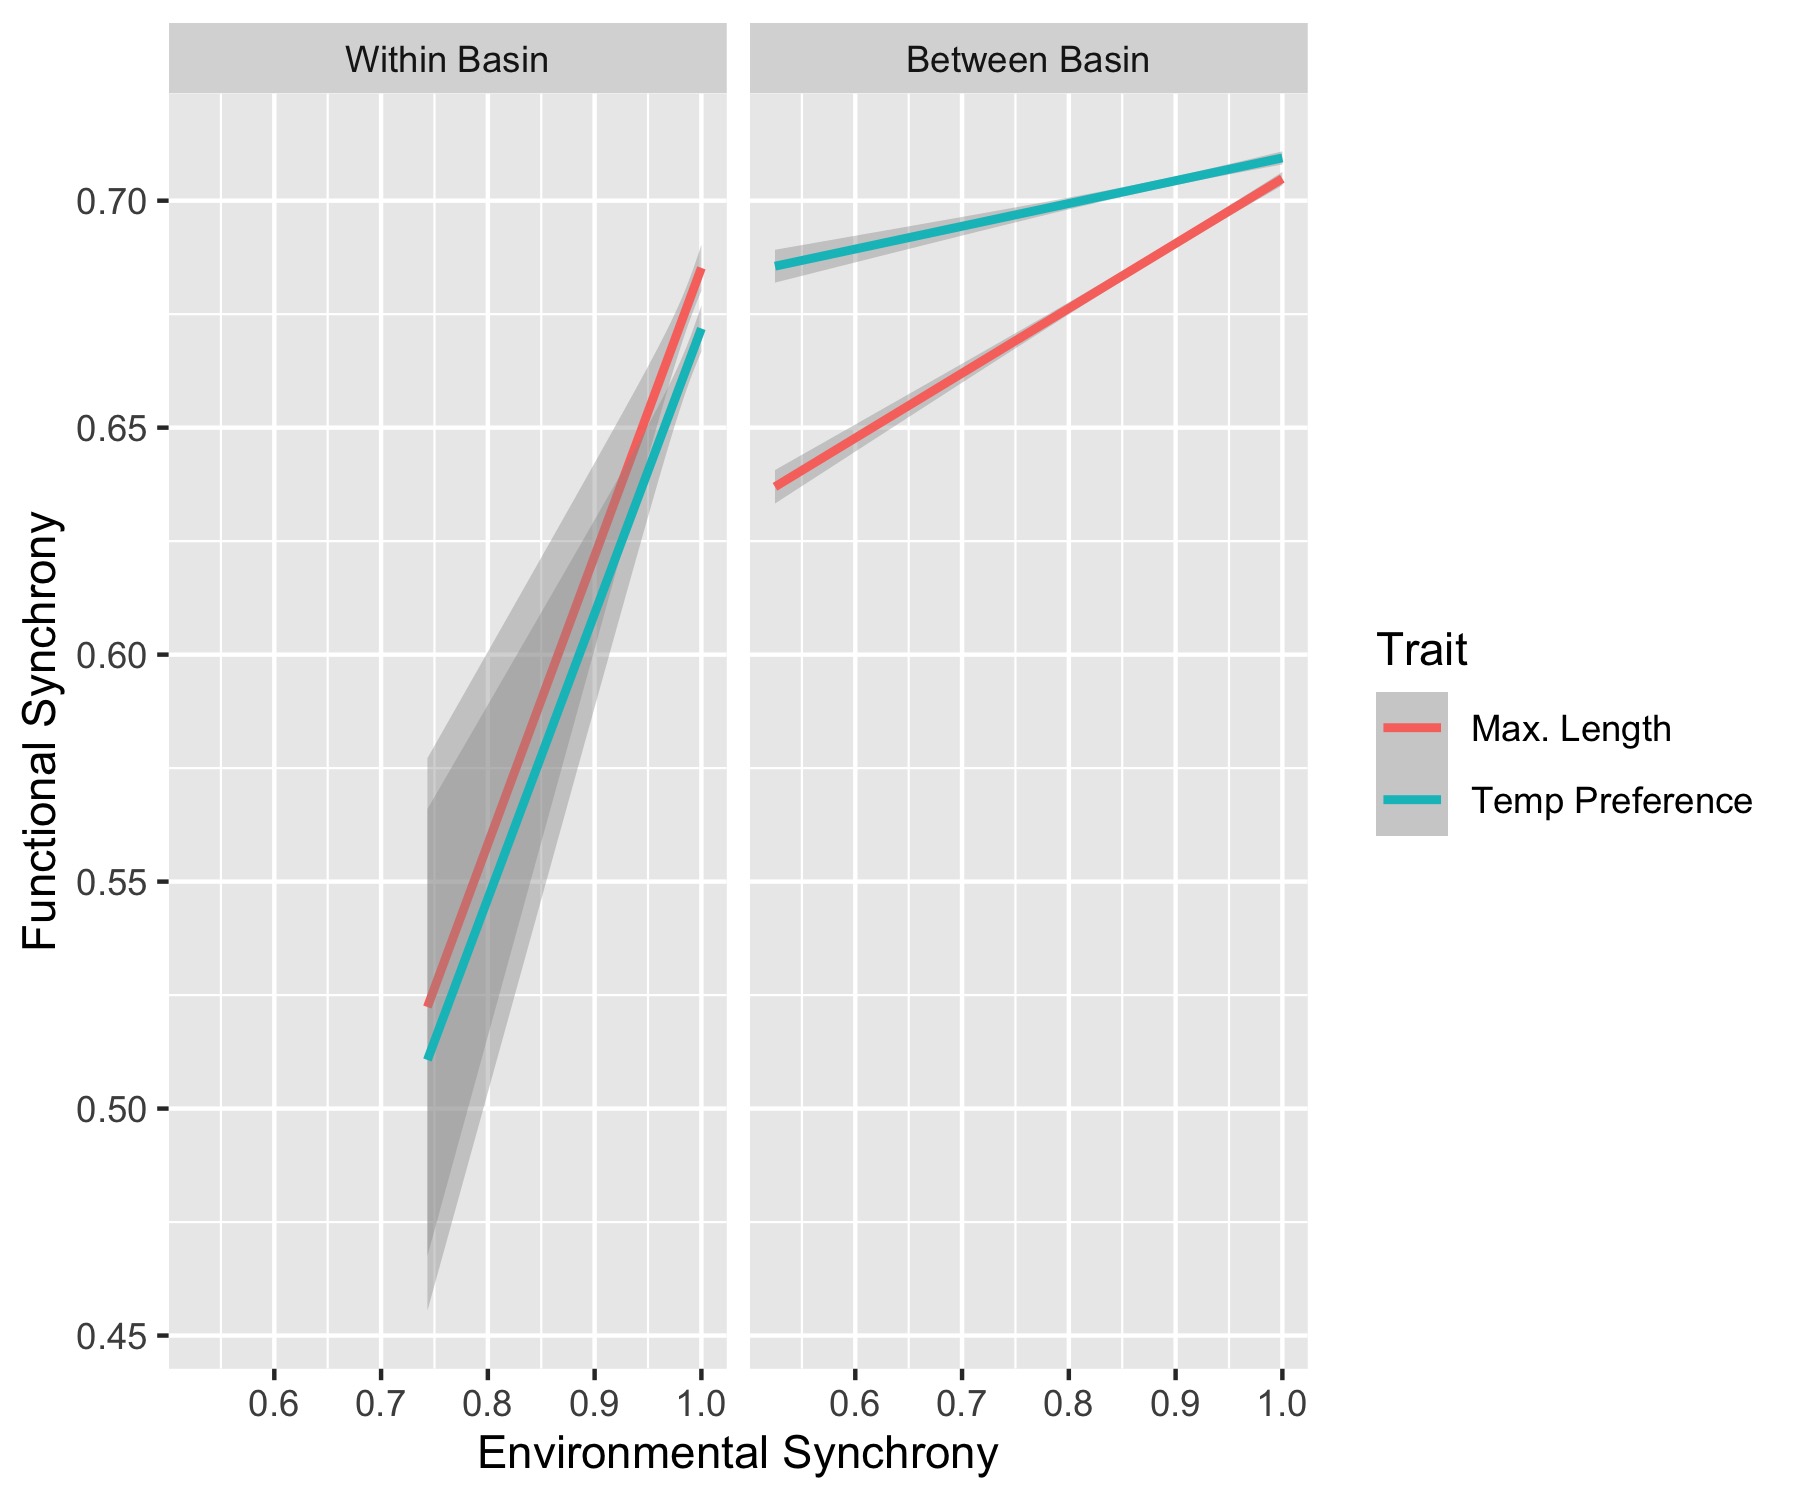 Within Basin
Between Basin
Functional Synchrony
0.70
0.65
0.60
0.55
0.50
0.45
0.6 0.7 0.8 0.9 1.0
0.6 0.7 0.8 0.9 1.0
Environmental Synchrony
Trait
Max. Length
Temp Preference